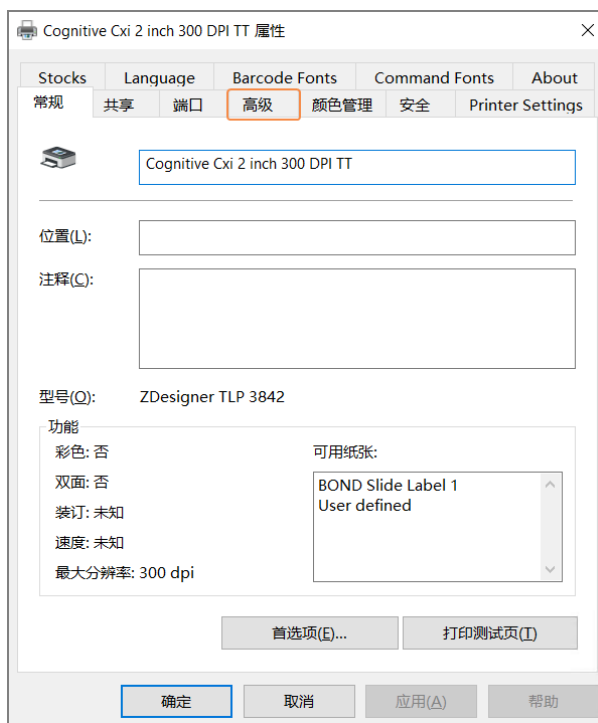 Cognitive Cxi 2 inch 300 DPI TT 属性
Stocks Language Barcode Fonts Command Fonts About
常规 共享 端口 高级 颜色管理 安全 Printer Settings
Cognitive Cxi 2 inch 300 DPI TT
位置(L):
注释(C):
型号(O): ZDesigner TLP 3842
功能
彩色: 否
可用纸张:
双面: 否
BOND Slide Label 1
User defined
装订: 未知
速度: 未知
最大分辨率: 300 dpi
首选项(E)... 打印测试页(T)
确定 取消 应用(A) 帮助